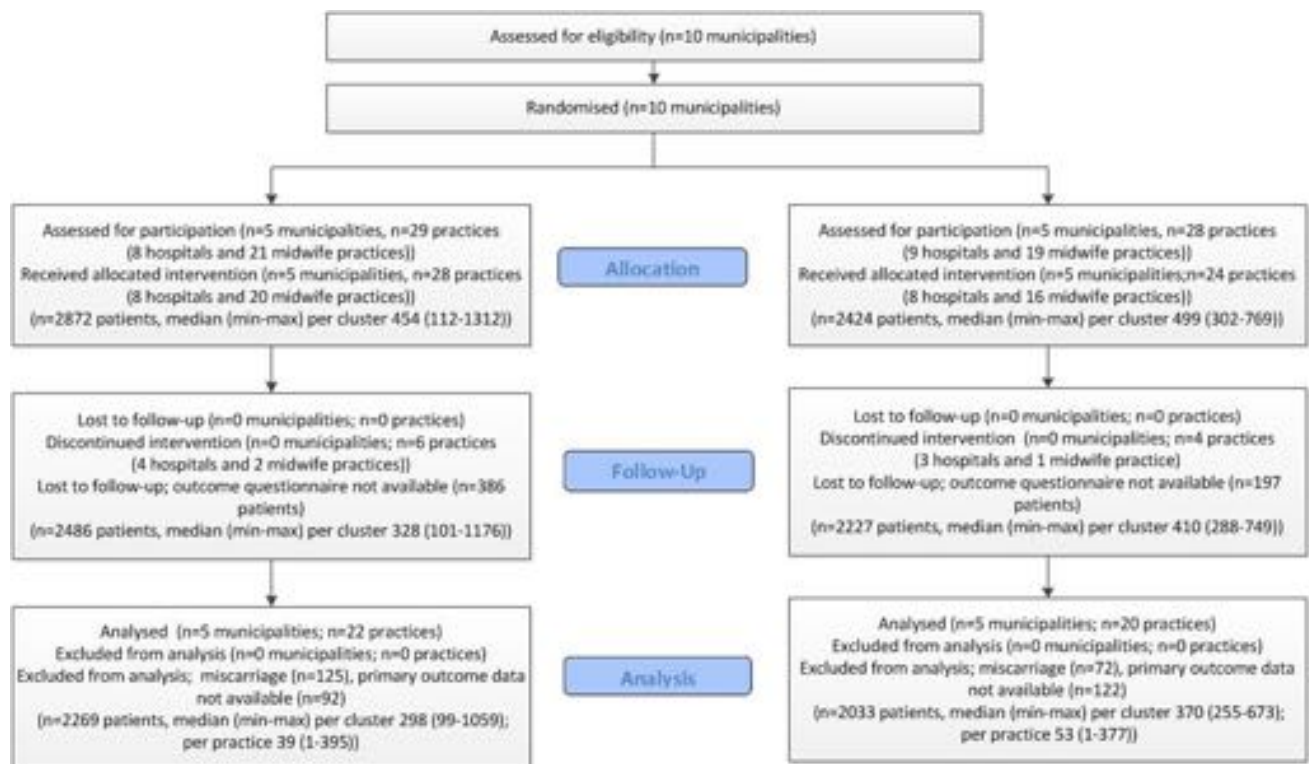 Assessed for eligibility (n=10 municipalities)
Randomised (n=10 municipalities)
Assessed for participation (n=5 municipalities, n=29 practices
(8 hospitals and 21 midwife practices))
Received allocated intervention (n=5 municipalities, n=28 practices
(8 hospitals and 20 midwife practices))
(n=2872 patients, median (min-max) per cluster 454 (112-1312))
Allocation
Assessed for participation (n=5 municipalities, n=28 practices
(9 hospitals and 19 midwife practices))
Received allocated intervention (n=5 municipalities,n=24 practices
(8 hospitals and 16 midwife practices))
(n=2424 patients, median (min-max) per cluster 499 (302-769))
Lost to follow-up (n=0 municipalities; n=0 practices)
Discontinued intervention (n=0 municipalities; n=6 practices
(4 hospitals and 2 midwife practices))
Lost to follow-up; outcome questionnaire not available (n=386
patients)
(n=2486 patients, median (min-max) per cluster 328 (101-1176))
Follow-Up
Lost to follow-up (n=0 municipalities; n=0 practices)
Discontinued intervention (n=0 municipalities; n=4 practices
(3 hospitals and 1 midwife practice)
Lost to follow-up; outcome questionnaire not available (n=197
patients)
(n=2227 patients, median (min-max) per cluster 410 (288-749))
Analysed (n=5 municipalities; n=22 practices)
Excluded from analysis (n=0 municipalities; n=0 practices)
Excluded from analysis; miscarriage (n=125), primary outcome data
not available (n=92)
(n=2269 patients, median (min-max) per cluster 298 (99-1059);
per practice 39 (1-395))
Analysis
Analysed (n=5 municipalities; n=20 practices)
Excluded from analysis (n=0 municipalities; n=0 practices)
Excluded from analysis; miscarriage (n=72), primary outcome data
not available (n=122)
(n=2033 patients, median (min-max) per cluster 370 (255-673);
per practice 53 (1-377))